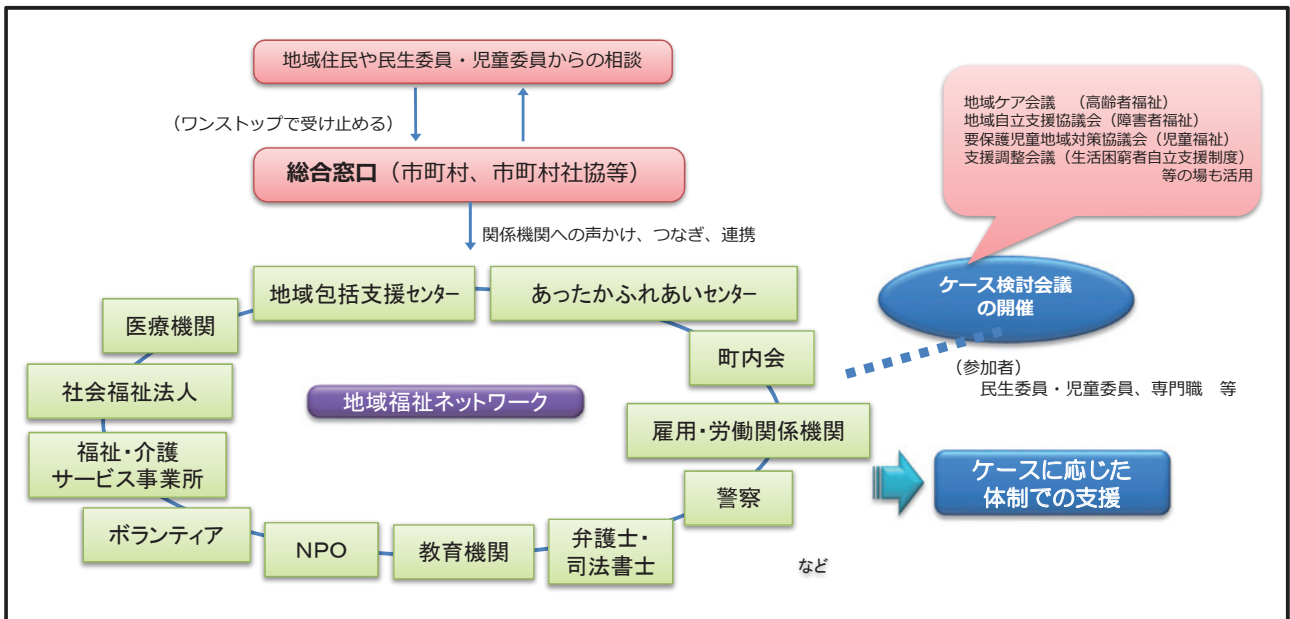 地域住民や民生委員・児童委員からの相談
（ワンストップで受け止める）
総合窓口（市町村、市町村社協等）
関係機関への声かけ、つなぎ、連携
地域ケア会議　（高齢者福祉）
地域自立支援協議会（障害者福祉）
要保護児童地域対策協議会（児童福祉）
支援調整会議（生活困窮者自立支援制度）
等の場も活用
ケース検討会議
の開催
（参加者）
民生委員・児童委員、専門職　等
地域包括支援センター
あったかふれあいセンター
医療機関
町内会
社会福祉法人
地域福祉ネットワーク
雇用・労働関係機関
福祉・介護
サービス事業所
警察
ケースに応じた
体制での支援
ボランティア
NPO
教育機関
弁護士・
司法書士
など